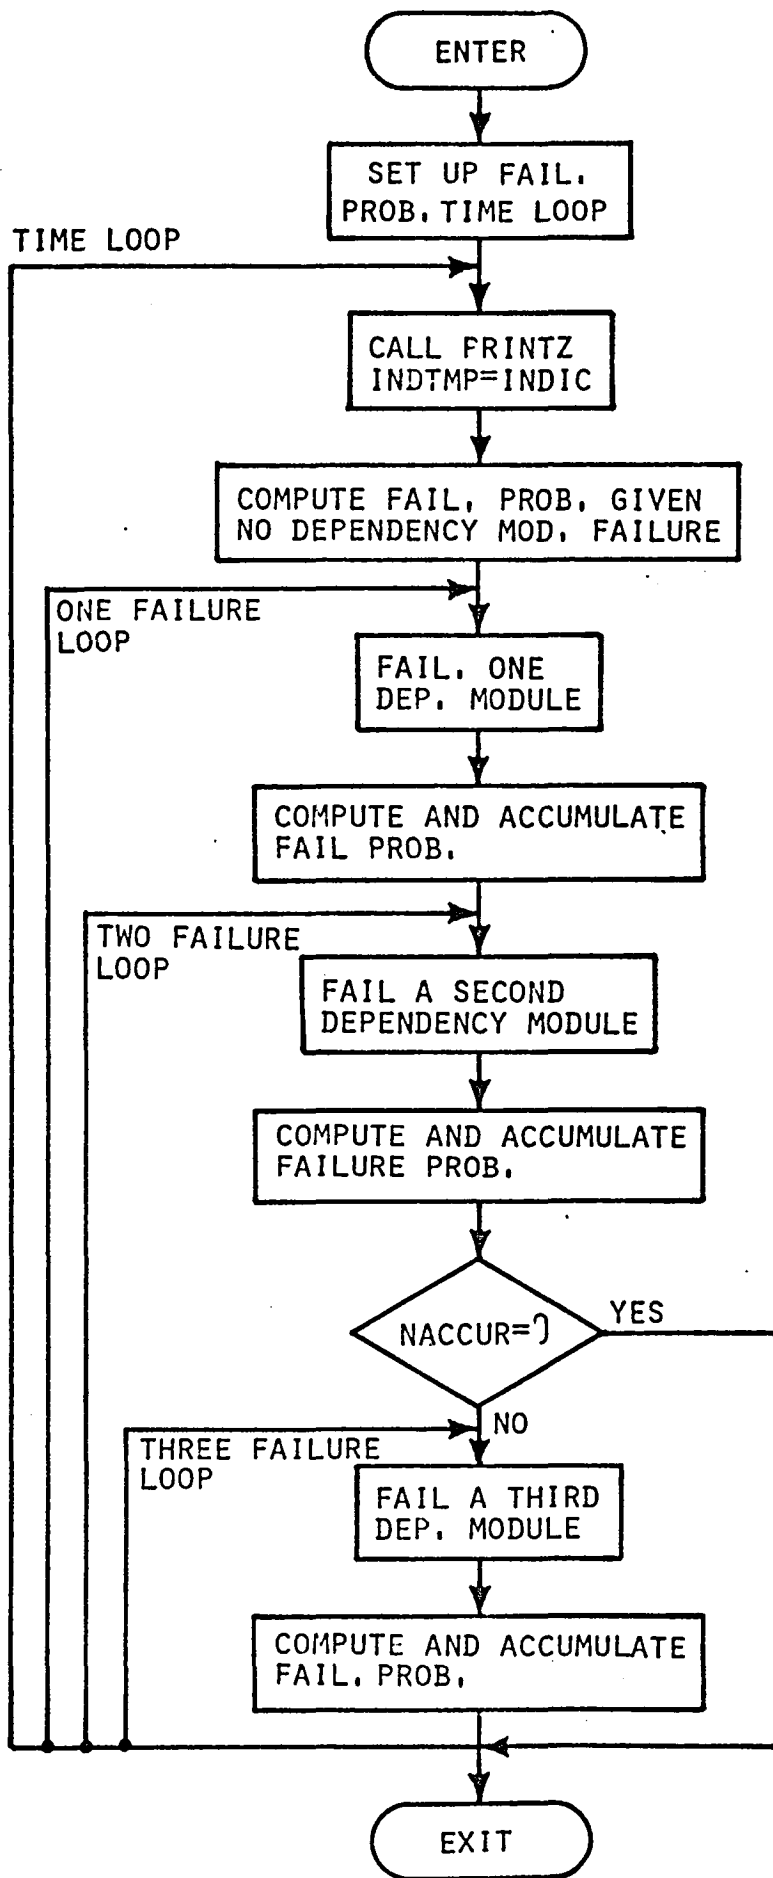 ENTER
SET UP FAIL.
PROB. TIME LOOP
TIME LOOP
CALL PRINTZ
INDTMP=INDIC
COMPUTE FAIL. PROB. GIVEN
NO DEPENDENCY MOD. FAILURE
ONE FAILURE
LOOP
FAIL. ONE
DEP. MODULE
COMPUTE AND ACCUMULATE
FAIL PROB.
TWO FAILURE
LOOP
FAIL A SECOND
DEPENDENCY MODULE
COMPUTE AND ACCUMULATE
FAILURE PROB.
YES
NO
THREE FAILURE
LOOP
FAIL A THIRD
DEP. MODULE
COMPUTE AND ACCUMULATE
FAIL. PROB.
EXIT